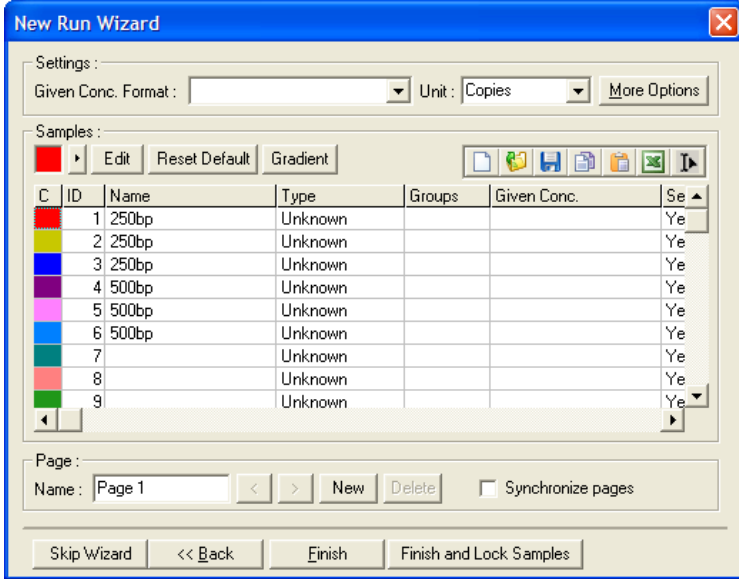 New Run Wizard
Settings :
Given Conc. Format : Unit : Copies More Options
Samples :
Edit Reset Default Gradient
C ID Name Type Groups Given Conc. Se
1 250bp Unknown Ye
2 250bp Unknown Ye
3 250bp Unknown Ye
4 500bp Unknown Ye
5 500bp Unknown Ye
6 500bp Unknown Ye
7 Unknown Ye
8 Unknown Ye
9 Unknown Ye
Page :
Name : Page 1 < > New Delete Synchronize pages
Skip Wizard << Back Finish Finish and Lock Samples